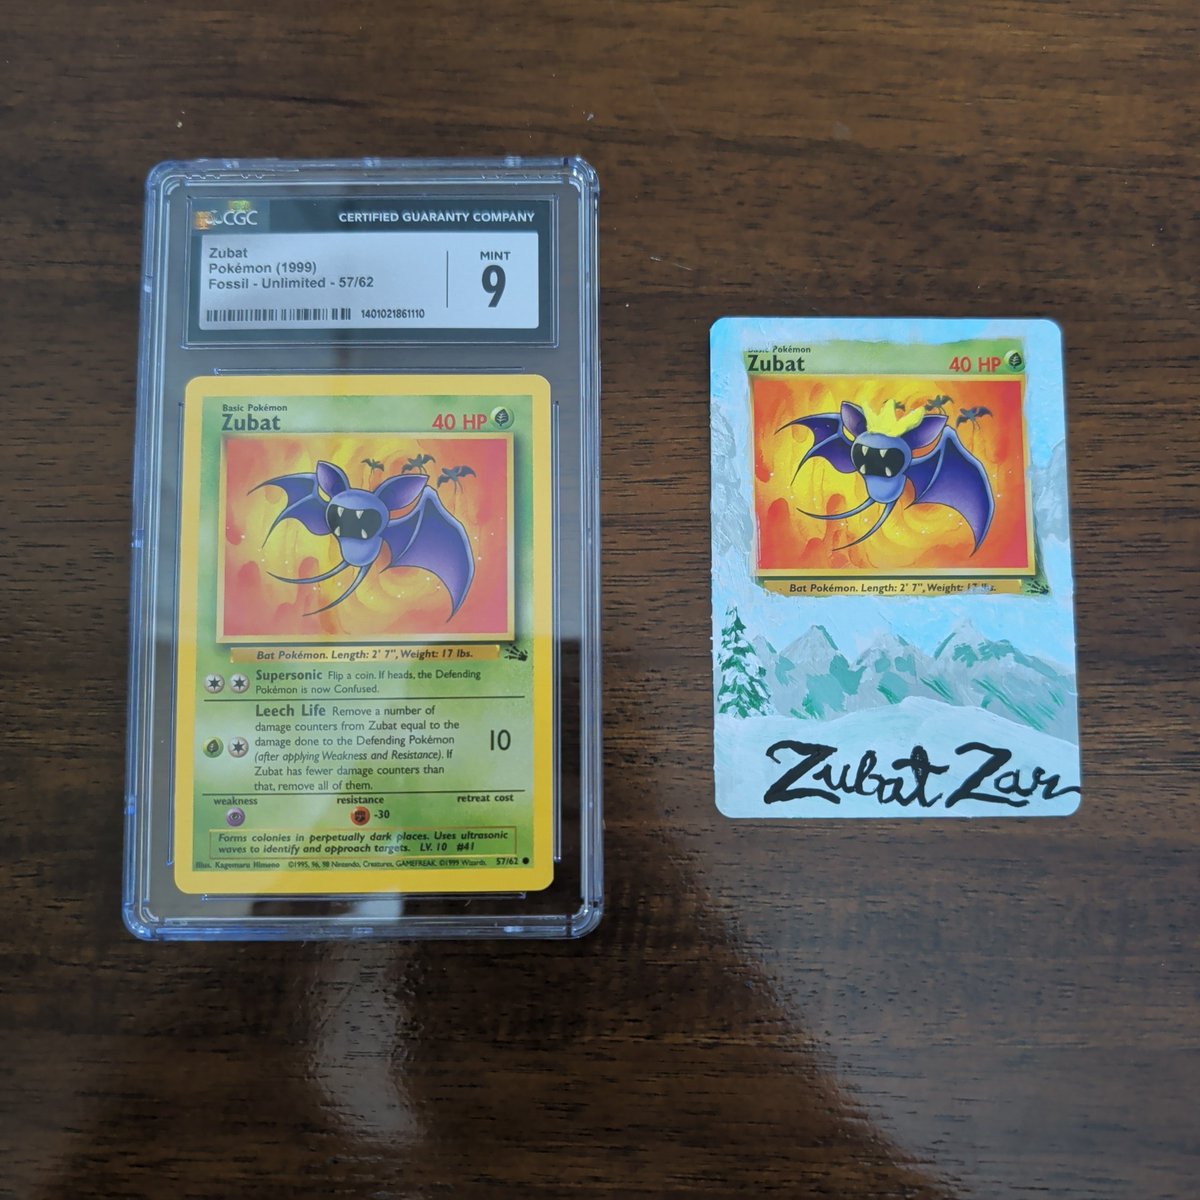 CGC
CERTIFIED GUARANTY COMPANY
Zubat
Pokémon (1999)
Fossil - Unlimited - 57/62
1401021861110
MINT
9
Basic Pokémon
Zubat
40 HP
Bat Pokémon. Length: 2' 7", Weight: 17 lbs.
Supersonic Flip a coin. If heads, the Defending
Pokémon is now Confused.
Leech Life Remove a number of
damage counters from Zubat equal to the
damage done to the Defending Pokémon
(after applying Weakness and Resistance). If
Zubat has fewer damage counters than
that, remove all of them.
10
weakness
resistance
-30
retreat cost
Forms colonies in perpetually dark places. Uses ultrasonic
waves to identify and approach targets. LV. 10 #41
Illus. Kagemaru Himeno ©1995, 96, 98 Nintendo, Creatures, GAMEFREAK. ©1999 Wizards. 57/62
Basic Pokémon
Zubat
40 HP
Bat Pokémon. Length: 2' 7", Weight: 17 lbs.
Zubat Zar